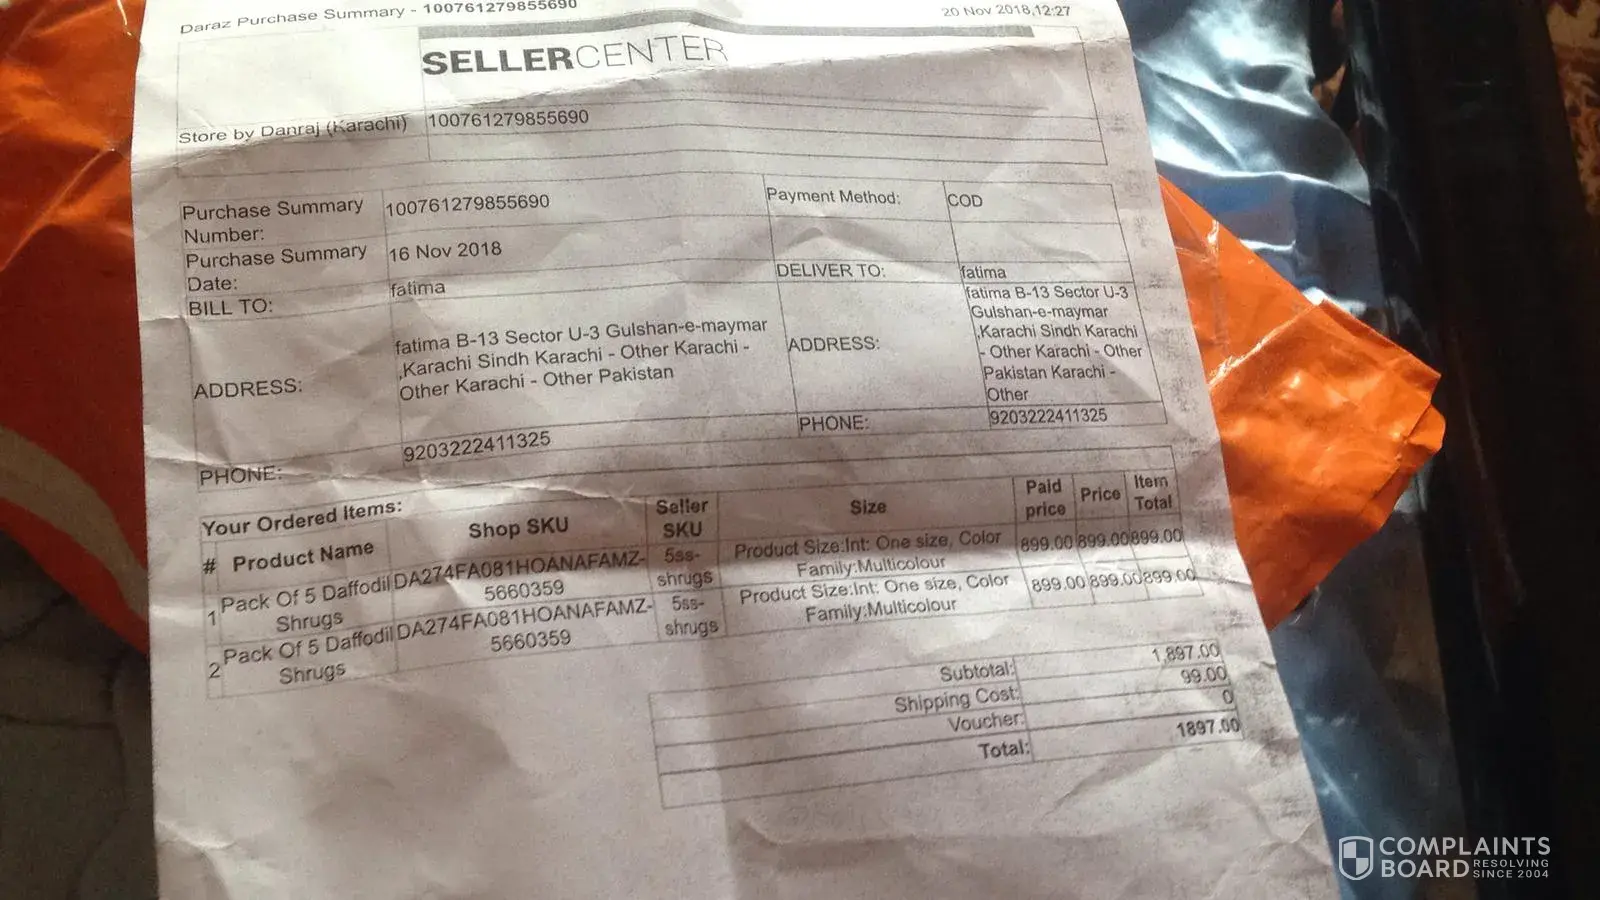 Daraz Purchase Summary - 100761279855690
20 Nov 2018,12:27
SELLERCENTER
Store by Danraj (Karachi)
100761279855690
Purchase Summary Number:
100761279855690
Payment Method:
COD
Purchase Summary Date:
16 Nov 2018
BILL TO:
fatima
DELIVER TO:
fatima
ADDRESS:
fatima B-13 Sector U-3 Gulshan-e-maymar
,Karachi Sindh Karachi - Other Karachi -
Other Karachi - Other Pakistan
ADDRESS:
fatima B-13 Sector U-3
Gulshan-e-maymar
,Karachi Sindh Karachi
- Other Karachi - Other
Pakistan Karachi -
Other
PHONE:
9203222411325
PHONE:
9203222411325
Your Ordered Items:
# Product Name Shop SKU Seller SKU Size Paid price Price Item Total
1 Pack Of 5 Daffodil Shrugs DA274FA081HOANAFAMZ-5660359 5ss-shrugs Product Size:Int: One size, Color Family:Multicolour 899.00 899.00 899.00
2 Pack Of 5 Daffodil Shrugs DA274FA081HOANAFAMZ-5660359 5ss-shrugs Product Size:Int: One size, Color Family:Multicolour 899.00 899.00 899.00
Subtotal: 1,897.00
Shipping Cost: 99.00
Voucher: 0
Total: 1897.00
COMPLAINTS
BOARD RESOLVING SINCE 2004